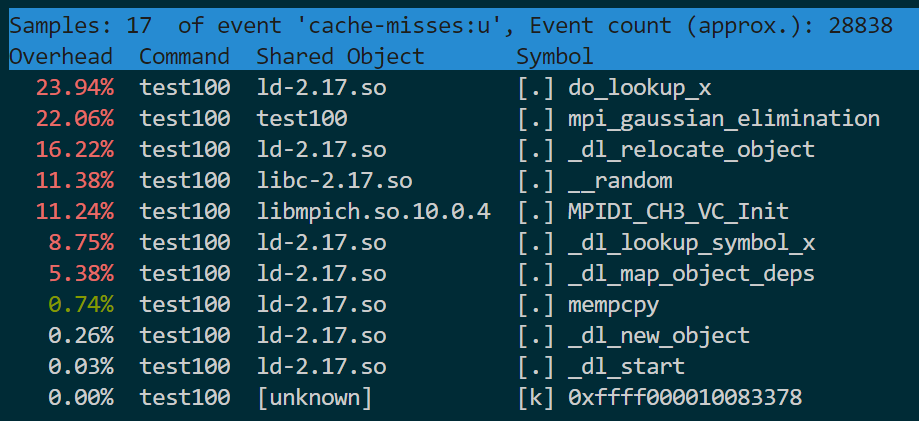 Samples: 17  of event 'cache-misses:u', Event count (approx.): 28838
Overhead  Command  Shared Object       Symbol
23.94%  test100  ld-2.17.so          [.] do_lookup_x
22.06%  test100  test100             [.] mpi_gaussian_elimination
16.22%  test100  ld-2.17.so          [.] _dl_relocate_object
11.38%  test100  libc-2.17.so        [.] __random
11.24%  test100  libmpich.so.10.0.4  [.] MPIDI_CH3_VC_Init
8.75%  test100  ld-2.17.so          [.] _dl_lookup_symbol_x
5.38%  test100  ld-2.17.so          [.] _dl_map_object_deps
0.74%  test100  ld-2.17.so          [.] mempcpy
0.26%  test100  ld-2.17.so          [.] _dl_new_object
0.03%  test100  ld-2.17.so          [.] _dl_start
0.00%  test100  [unknown]           [k] 0xffff000010083378